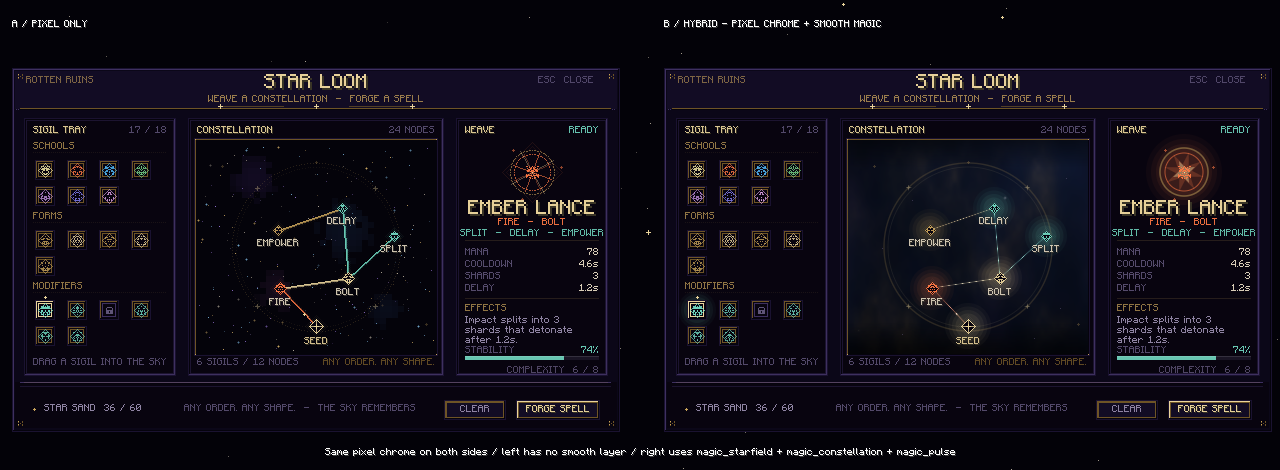 A / PIXEL ONLY
ROTTEN RUINS
STAR LOOM
ESC CLOSE
WEAVE A CONSTELLATION – FORGE A SPELL
SIGIL TRAY 17 / 18
SCHOOLS
FORMS
MODIFIERS
DRAG A SIGIL INTO THE SKY
CONSTELLATION 24 NODES
DELAY
EMPOWER
SPLIT
BOLT
FIRE
SEED
6 SIGILS / 12 NODES ANY ORDER. ANY SHAPE.
WEAVE READY
EMBER LANCE
FIRE – BOLT
SPLIT – DELAY – EMPOWER
MANA 78
COOLDOWN 4.6s
SHARDS 3
DELAY 1.2s
EFFECTS
Impact splits into 3
shards that detonate
after 1.2s.
STABILITY 74%
COMPLEXITY 6 / 8
STAR SAND 36 / 60
ANY ORDER. ANY SHAPE. – THE SKY REMEMBERS
CLEAR
FORGE SPELL
B / HYBRID – PIXEL CHROME + SMOOTH MAGIC
ROTTEN RUINS
STAR LOOM
ESC CLOSE
WEAVE A CONSTELLATION – FORGE A SPELL
SIGIL TRAY 17 / 18
SCHOOLS
FORMS
MODIFIERS
DRAG A SIGIL INTO THE SKY
CONSTELLATION 24 NODES
DELAY
EMPOWER
SPLIT
BOLT
FIRE
SEED
6 SIGILS / 12 NODES ANY ORDER. ANY SHAPE.
WEAVE READY
EMBER LANCE
FIRE – BOLT
SPLIT – DELAY – EMPOWER
MANA 78
COOLDOWN 4.6s
SHARDS 3
DELAY 1.2s
EFFECTS
Impact splits into 3
shards that detonate
after 1.2s.
STABILITY 74%
COMPLEXITY 6 / 8
STAR SAND 36 / 60
ANY ORDER. ANY SHAPE. – THE SKY REMEMBERS
CLEAR
FORGE SPELL
Same pixel chrome on both sides / left has no smooth layer / right uses magic_starfield + magic_constellation + magic_pulse